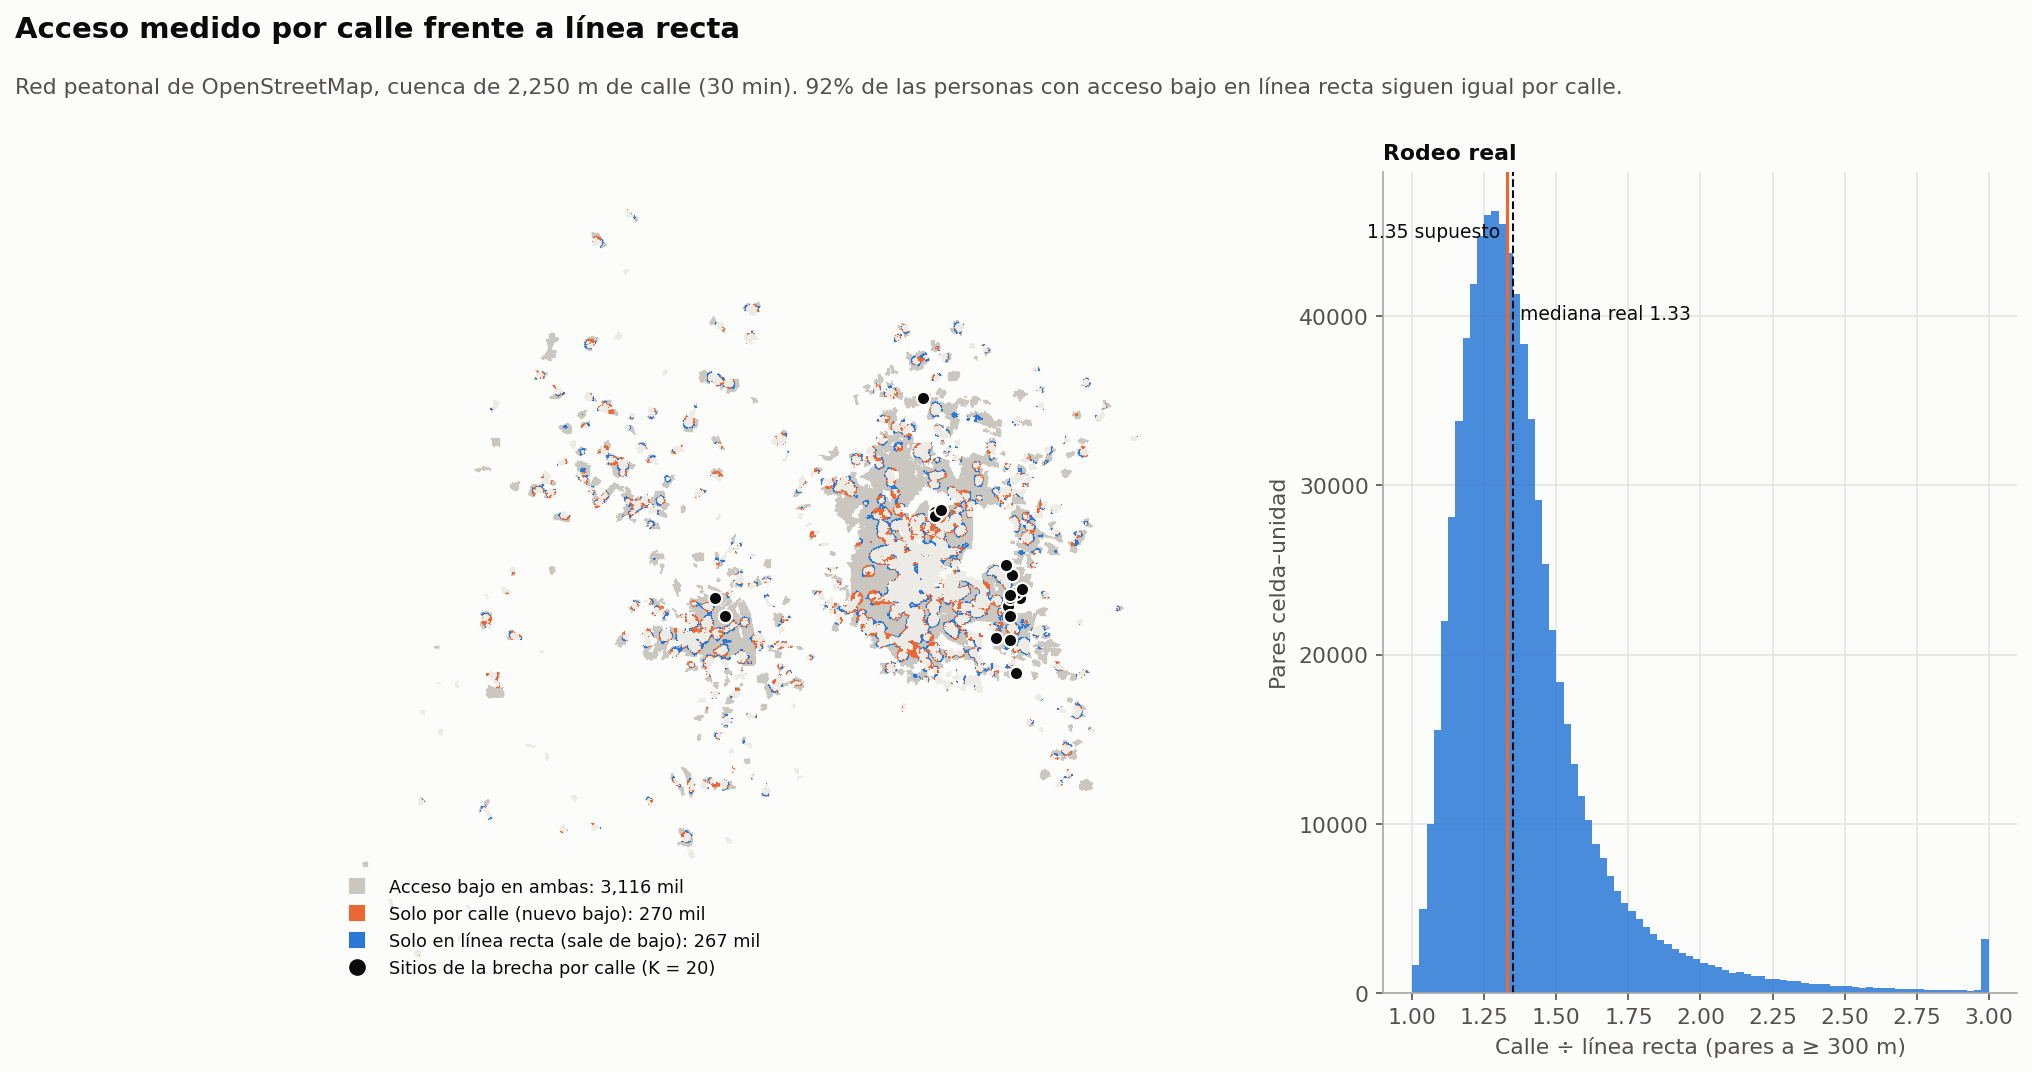 Acceso medido por calle frente a línea recta
Red peatonal de OpenStreetMap, cuenca de 2,250 m de calle (30 min). 92% de las personas con acceso bajo en línea recta siguen igual por calle.
Acceso bajo en ambas: 3,116 mil
Solo por calle (nuevo bajo): 270 mil
Solo en línea recta (sale de bajo): 267 mil
Sitios de la brecha por calle (K = 20)
Rodeo real
1.35 supuesto
mediana real 1.33
Pares celda–unidad
40000
30000
20000
10000
0
1.00 1.25 1.50 1.75 2.00 2.25 2.50 2.75 3.00
Calle ÷ línea recta (pares a ≥ 300 m)